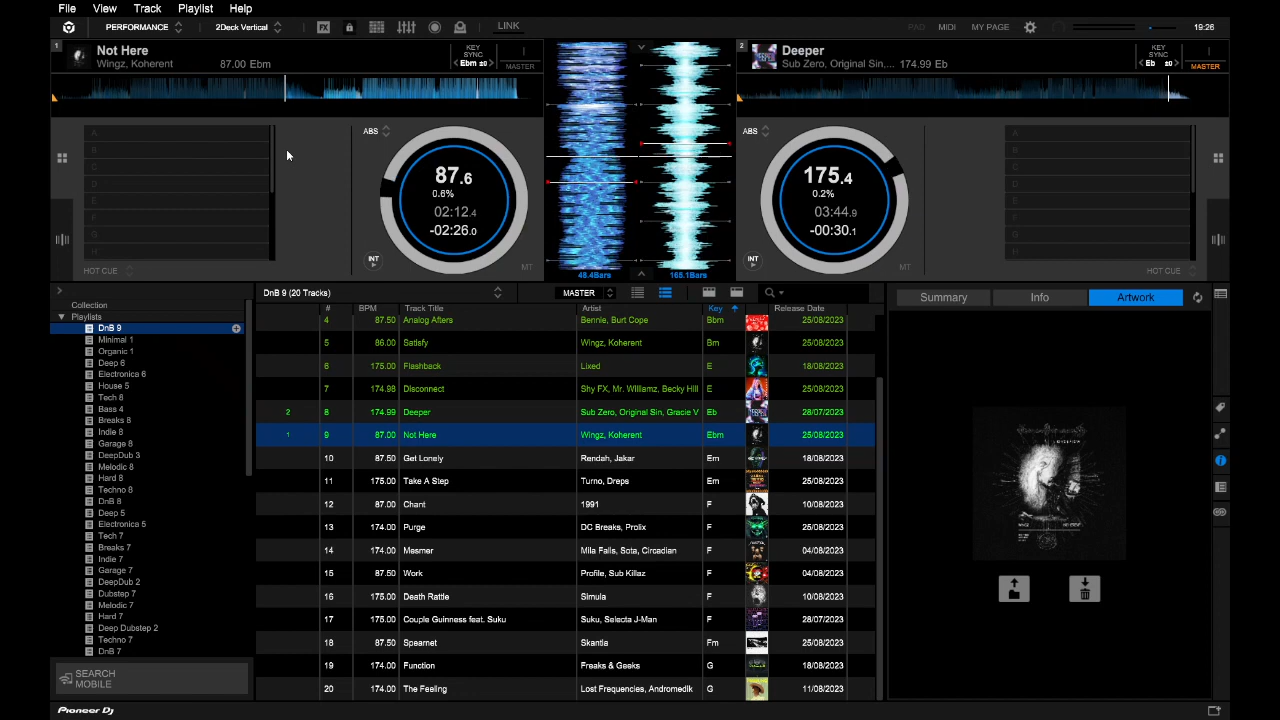 File View Track Playlist Help
PERFORMANCE 2Deck Vertical FX LINK PAD MIDI MY PAGE 19:26
1 Not Here KEY SYNC
Wingz, Koherent 87.00 Ebm Ebm ±0 MASTER
2 Deeper KEY SYNC
Sub Zero, Original Sin,... 174.99 Eb Eb ±0 MASTER
ABS
87.6
0.6%
02:12.4
-02:26.0
INT
MT
A
B
C
D
E
F
G
H
HOT CUE
48.4Bars
168.1Bars
ABS
175.4
0.2%
03:44.9
-00:30.1
INT
MT
A
B
C
D
E
F
G
H
HOT CUE
Collection
Playlists
DnB 9
Minimal 1
Organic 1
Deep 6
Electronica 6
House 5
Tech 8
Bass 4
Breaks 8
Indie 8
Garage 8
DeepDub 3
Melodic 8
Hard 8
Techno 8
DnB 8
Deep 5
Electronica 5
Tech 7
Breaks 7
Indie 7
Garage 7
DeepDub 2
Dubstep 7
Melodic 7
Hard 7
Deep Dubstep 2
Techno 7
DnB 7
SEARCH
MOBILE
DnB 9 (20 Tracks) MASTER
# BPM Track Title Artist Key Release Date
4 87.50 Analog Afters Bennie, Burt Cope Bbm 25/08/2023
5 86.00 Satisfy Wingz, Koherent Bm 25/08/2023
6 175.00 Flashback Lixed E 18/08/2023
7 174.98 Disconnect Shy FX, Mr. Williamz, Becky Hill E 25/08/2023
2 8 174.99 Deeper Sub Zero, Original Sin, Gracie V Eb 28/07/2023
1 9 87.00 Not Here Wingz, Koherent Ebm 25/08/2023
10 87.50 Get Lonely Rendah, Jakar Em 18/08/2023
11 175.00 Take A Step Turno, Dreps Em 25/08/2023
12 87.50 Chant 1991 F 10/08/2023
13 174.00 Purge DC Breaks, Prolix F 25/08/2023
14 174.00 Mesmer Mila Falls, Sota, Circadian F 04/08/2023
15 87.50 Work Profile, Sub Killaz F 04/08/2023
16 175.00 Death Rattle Simula F 10/08/2023
17 175.00 Couple Guinness feat. Suku Suku, Selecta J-Man F 28/07/2023
18 87.50 Spearnet Skantia Fm 25/08/2023
19 174.00 Function Freaks & Geeks G 18/08/2023
20 174.00 The Feeling Lost Frequencies, Andromedik G 11/08/2023
Summary Info Artwork
Pioneer Dj